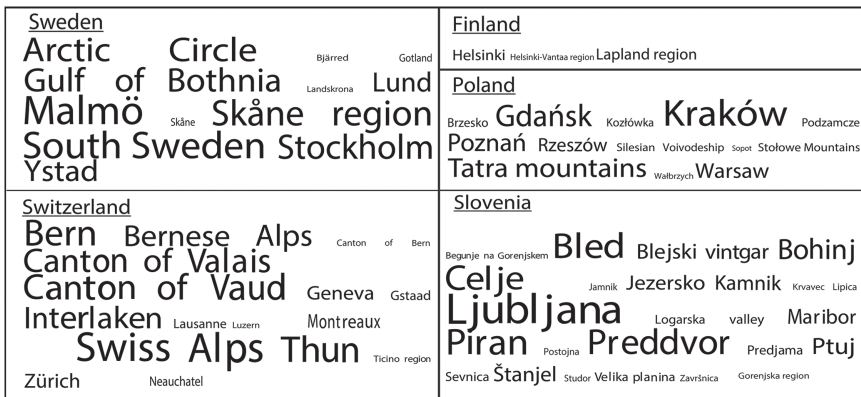 Sweden
Arctic Circle Bjärred Gotland
Gulf of Bothnia Landskrona Lund
Malmö Skåne Skåne region
South Sweden Stockholm
Ystad
Finland
Helsinki Helsinki-Vantaa region Lapland region
Poland
Brzesko Gdańsk Kozłówka Kraków Podzamcze
Poznań Rzeszów Silesian Voivodeship Sopot Stołowe Mountains
Tatra mountains Wałbrzych Warsaw
Switzerland
Bern Bernese Alps Canton of Bern
Canton of Valais
Canton of Vaud Geneva Gstaad
Interlaken Lausanne Luzern Montreaux
Swiss Alps Thun Ticino region
Zürich Neauchatel
Slovenia
Begunje na Gorenjskem Bled Blejski vintgar Bohinj
Celje Jamnik Jezersko Kamnik Krvavec Lipica
Ljubljana Logarska valley Maribor
Piran Postojna Preddvor Predjama Ptuj
Sevnica Štanjel Studor Velika planina Završnica Gorenjska region